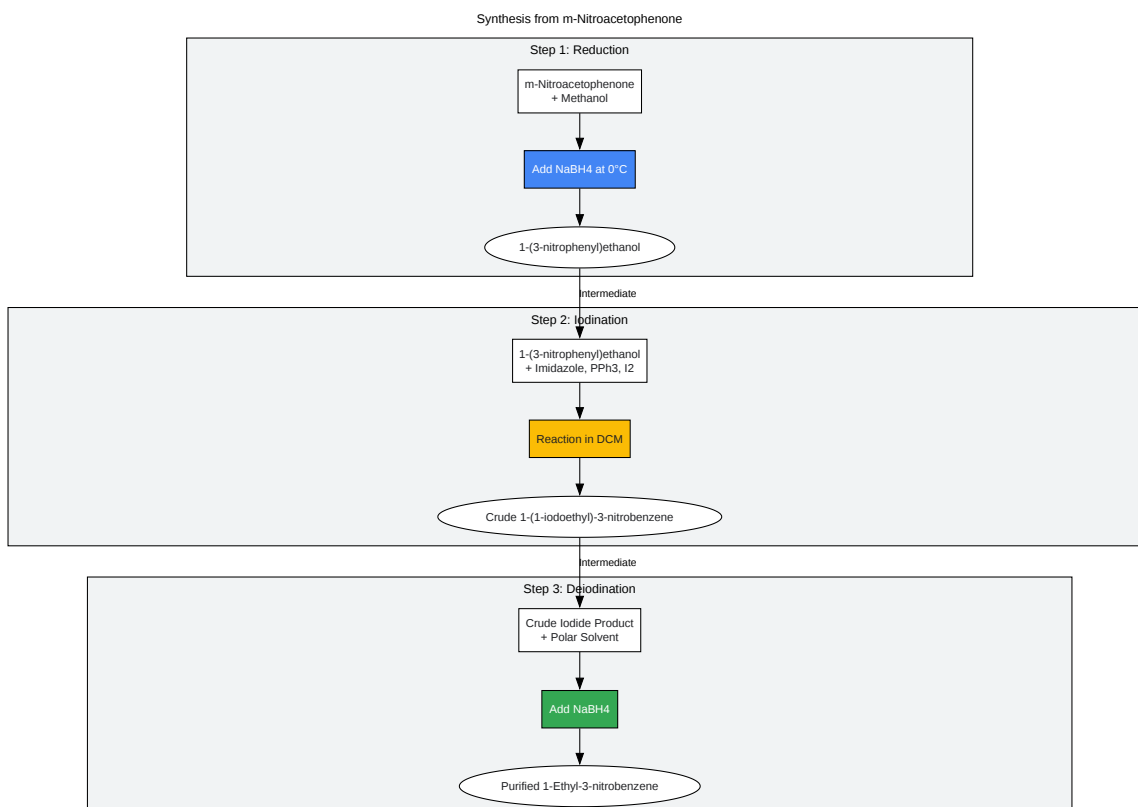 Synthesis from m-Nitroacetophenone
Step 1: Reduction
m-Nitroacetophenone
+ Methanol
Add NaBH4 at 0°C
1-(3-nitrophenyl)ethanol
Intermediate
Step 2: Iodination
1-(3-nitrophenyl)ethanol
+ Imidazole, PPh3, I2
Reaction in DCM
Crude 1-(1-iodoethyl)-3-nitrobenzene
Intermediate
Step 3: Deiodination
Crude Iodide Product
+ Polar Solvent
Add NaBH4
Purified 1-Ethyl-3-nitrobenzene